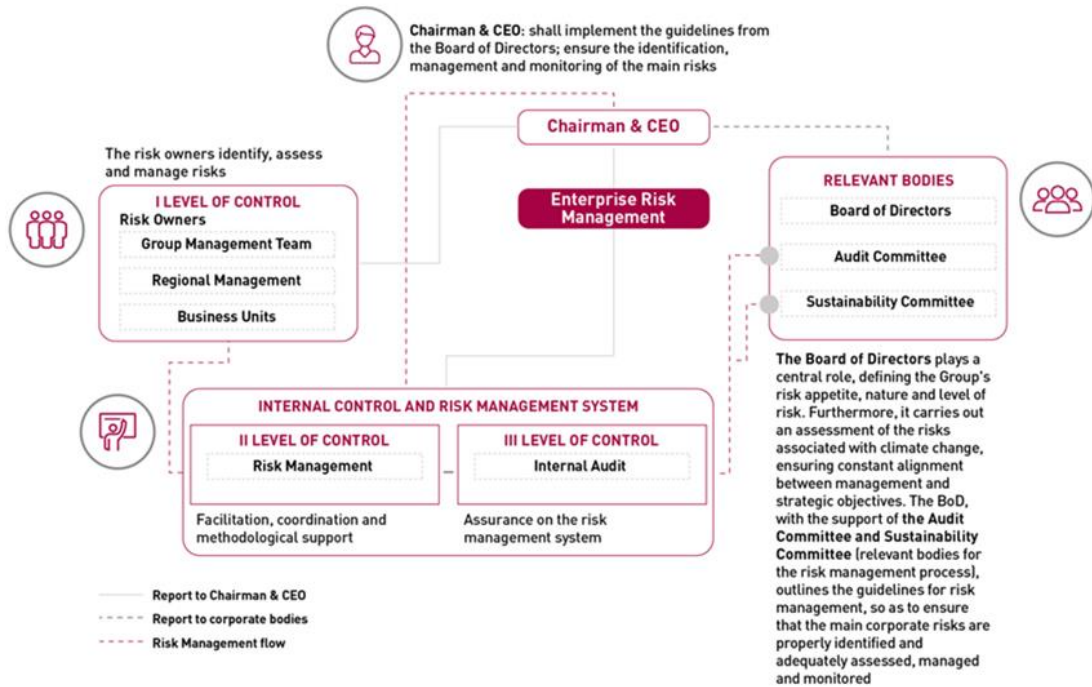 Chairman & CEO: shall implement the guidelines from
the Board of Directors; ensure the identification,
management and monitoring of the main risks
Chairman & CEO
Enterprise Risk
Management
The risk owners identify, assess
and manage risks
I LEVEL OF CONTROL
Risk Owners
Group Management Team
Regional Management
Business Units
RELEVANT BODIES
Board of Directors
Audit Committee
Sustainability Committee
The Board of Directors plays a
central role, defining the Group's
risk appetite, nature and level of
risk. Furthermore, it carries out
an assessment of the risks
associated with climate change,
ensuring constant alignment
between management and
strategic objectives. The BoD,
with the support of the Audit
Committee and Sustainability
Committee (relevant bodies for
the risk management process),
outlines the guidelines for risk
management, so as to ensure
that the main corporate risks are
properly identified and
adequately assessed, managed
and monitored
INTERNAL CONTROL AND RISK MANAGEMENT SYSTEM
II LEVEL OF CONTROL
Risk Management
Facilitation, coordination and
methodological support
III LEVEL OF CONTROL
Internal Audit
Assurance on the risk
management system
Report to Chairman & CEO
Report to corporate bodies
Risk Management flow